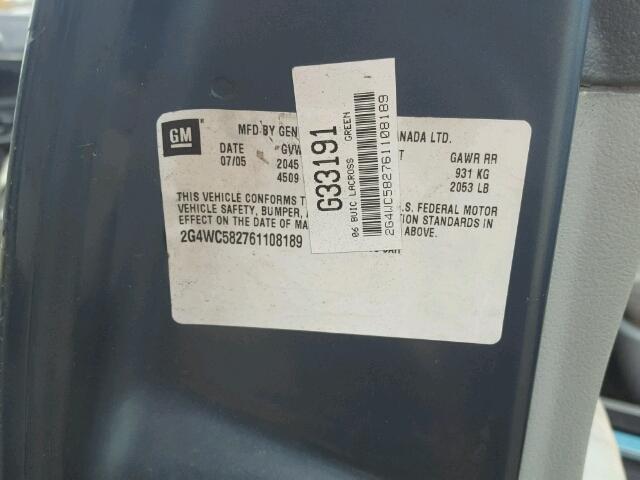 GM
MFD BY GEN ANADA LTD.
DATE GVW T GAWR RR
07/05 2045 931 KG
4509 2053 LB
THIS VEHICLE CONFORMS T .S. FEDERAL MOTOR
VEHICLE SAFETY, BUMPER, TION STANDARDS IN
EFFECT ON THE DATE OF MA ABOVE.
2G4WC582761108189
G33191
06 BUIC LACROSS GREEN
2G4WC582761108189